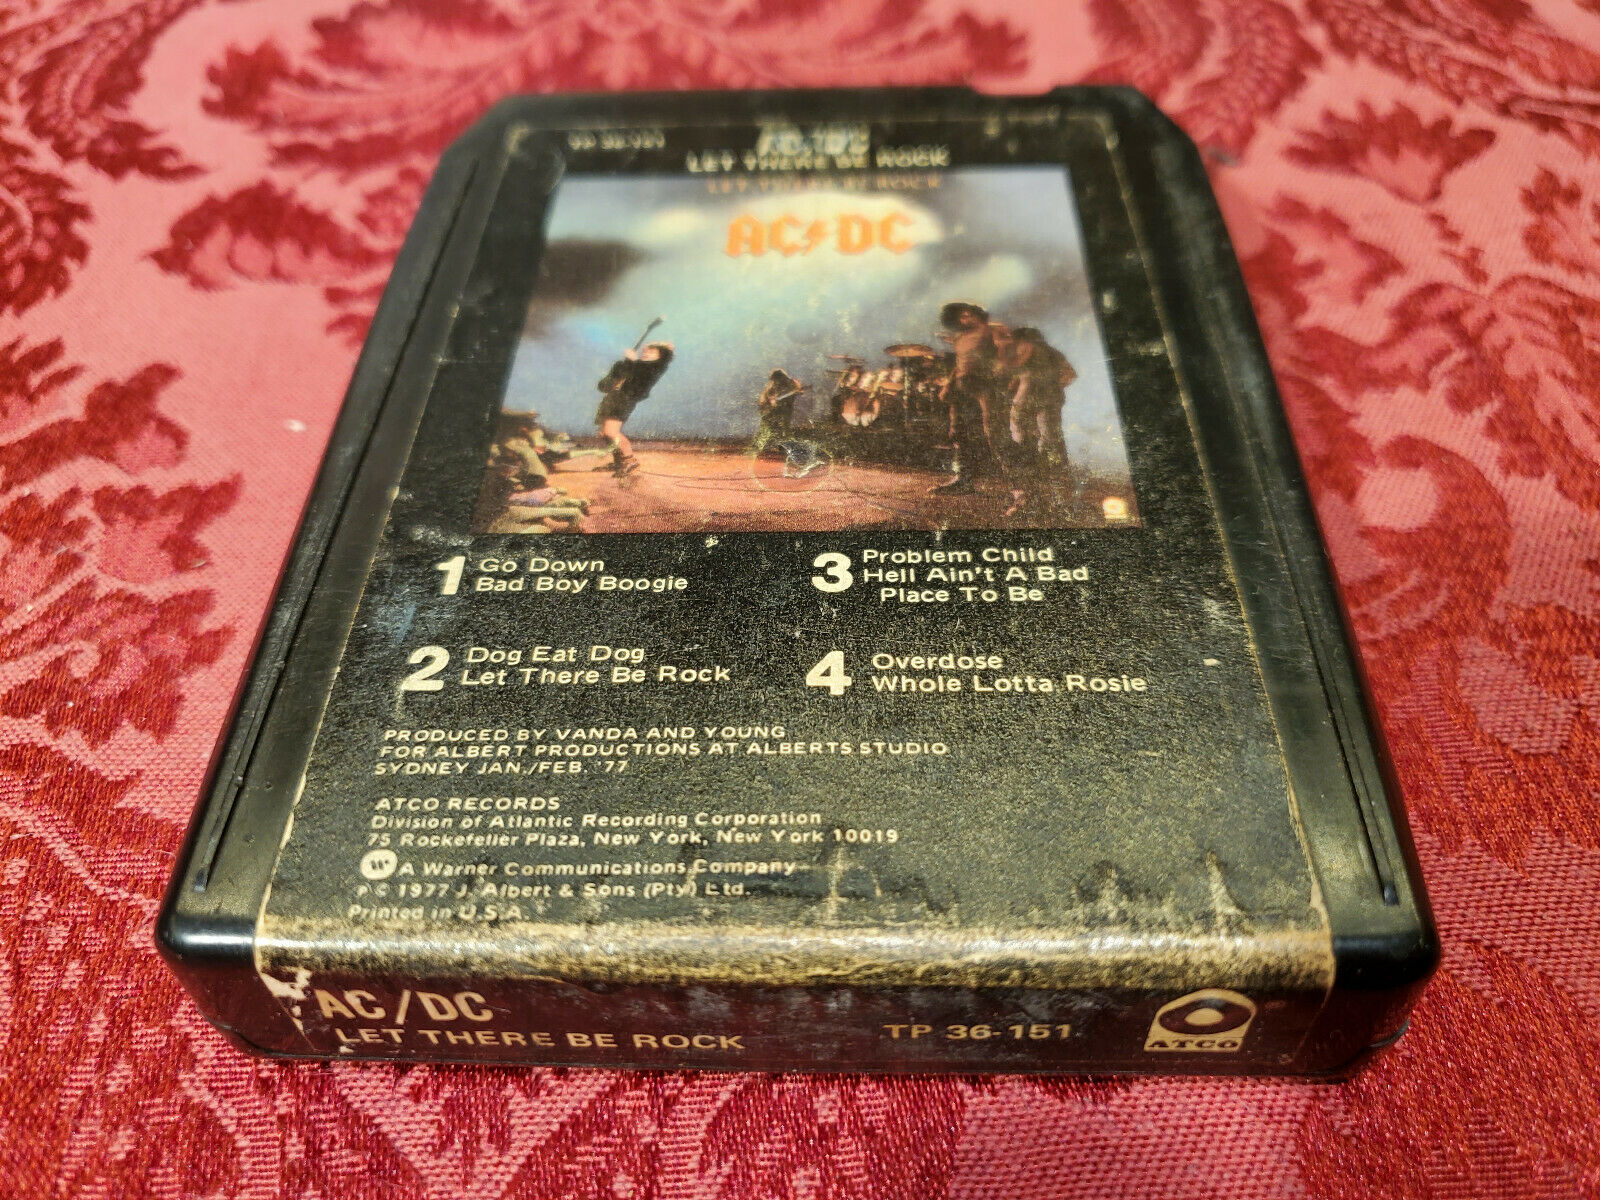 LET THERE BE ROCK
LET THERE BE ROCK
AC DC
1 Go Down
Bad Boy Boogie
2 Dog Eat Dog
Let There Be Rock
3 Problem Child
Hell Ain't A Bad
Place To Be
4 Overdose
Whole Lotta Rosie
PRODUCED BY VANDA AND YOUNG
FOR ALBERT PRODUCTIONS AT ALBERTS STUDIO
SYDNEY JAN./FEB. '77
ATCO RECORDS
Division of Atlantic Recording Corporation
75 Rockefeller Plaza, New York, New York 10019
A Warner Communications Company
℗ © 1977 J. Albert & Sons (Pty) Ltd.
Printed in U.S.A.
AC/DC
LET THERE BE ROCK
TP 36-151
ATCO